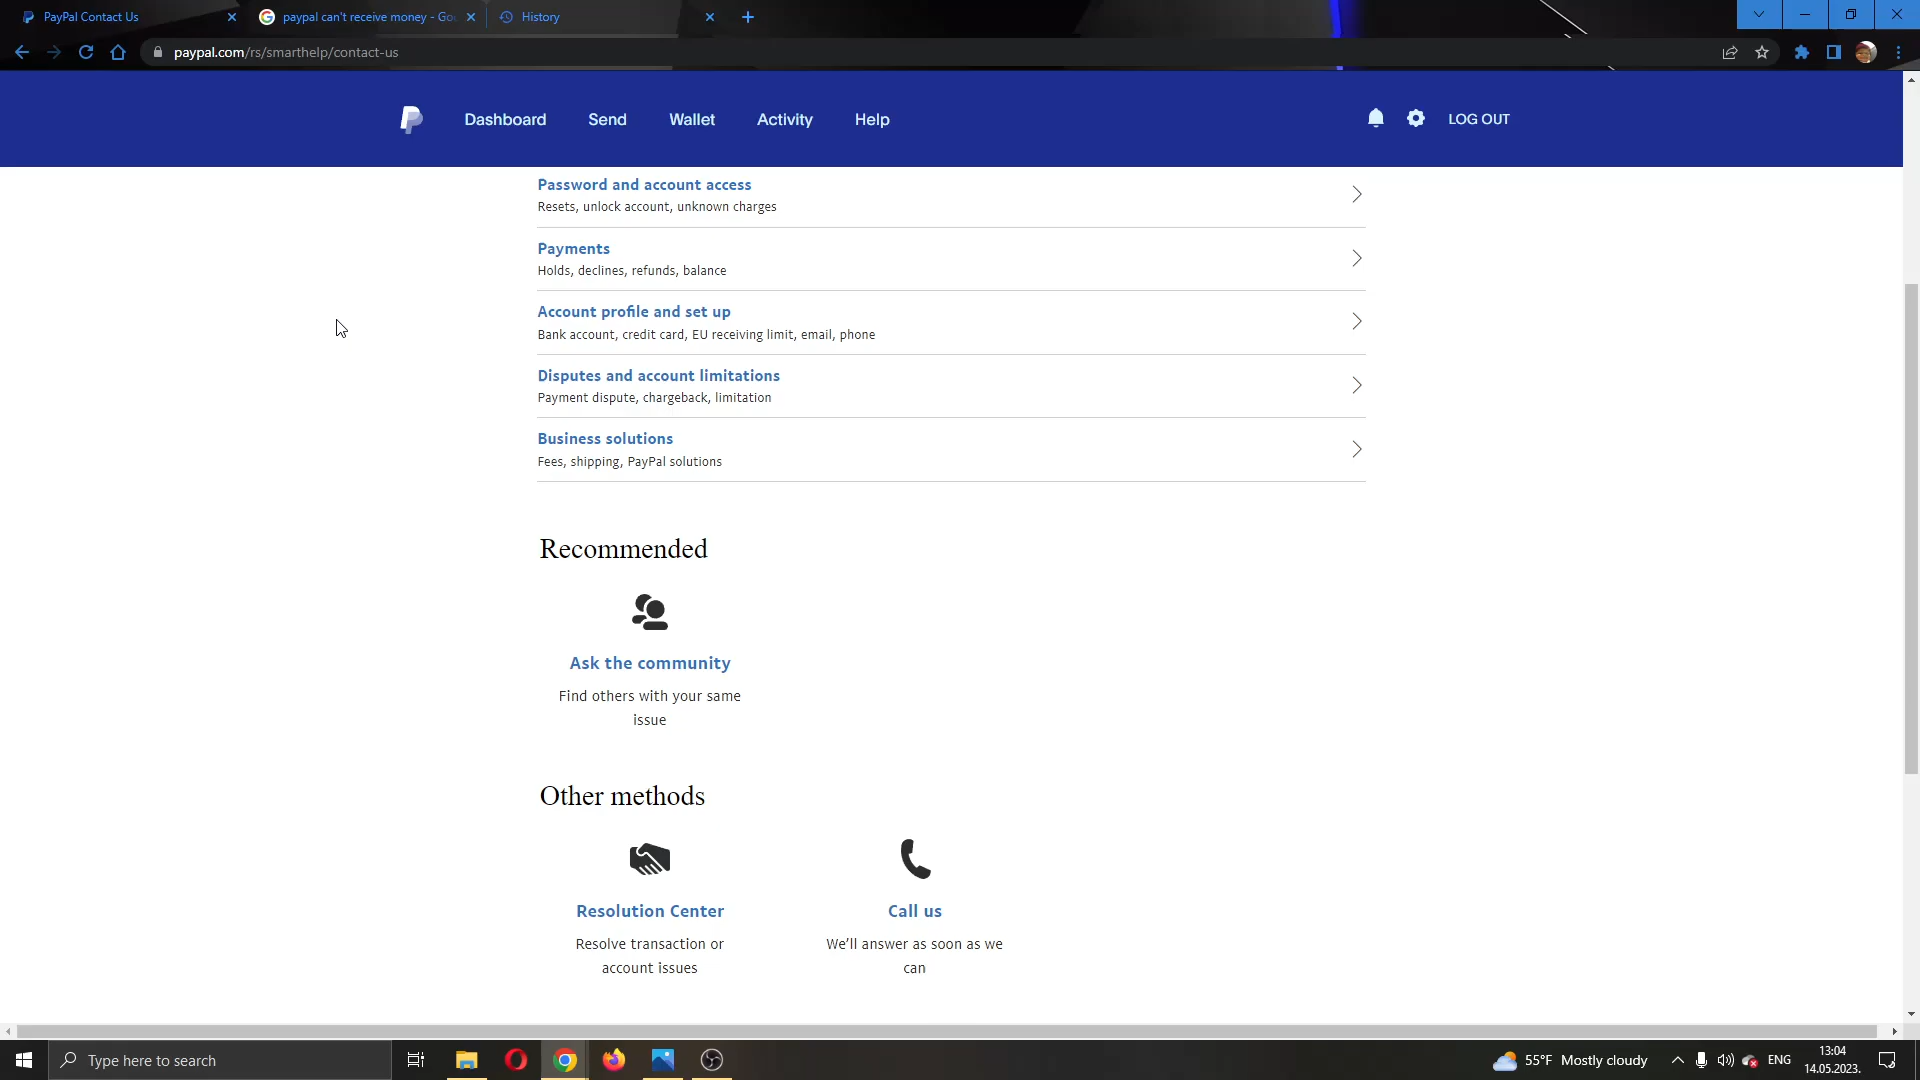 PayPal Contact Us
paypal can't receive money - Go
History
paypal.com/rs/smarthelp/contact-us
Dashboard
Send
Wallet
Activity
Help
LOG OUT
Password and account access
Resets, unlock account, unknown charges
Payments
Holds, declines, refunds, balance
Account profile and set up
Bank account, credit card, EU receiving limit, email, phone
Disputes and account limitations
Payment dispute, chargeback, limitation
Business solutions
Fees, shipping, PayPal solutions
Recommended
Ask the community
Find others with your same
issue
Other methods
Resolution Center
Resolve transaction or
account issues
Call us
We'll answer as soon as we
can
Type here to search
55°F Mostly cloudy
ENG
13:04
14.05.2023.